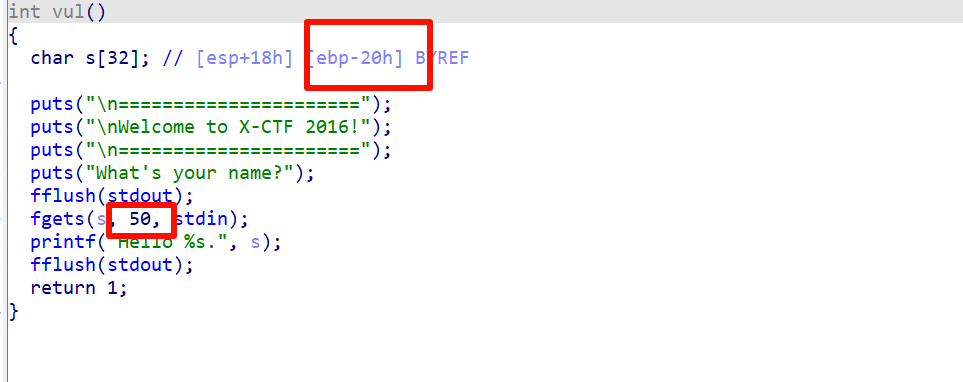 int vul()
{
char s[32]; // [esp+18h] [ebp-20h] BYREF
puts("\n======================");
puts("\nWelcome to X-CTF 2016!");
puts("\n======================");
puts("What's your name?");
fflush(stdout);
fgets(s, 50, stdin);
printf("Hello %s.", s);
fflush(stdout);
return 1;
}